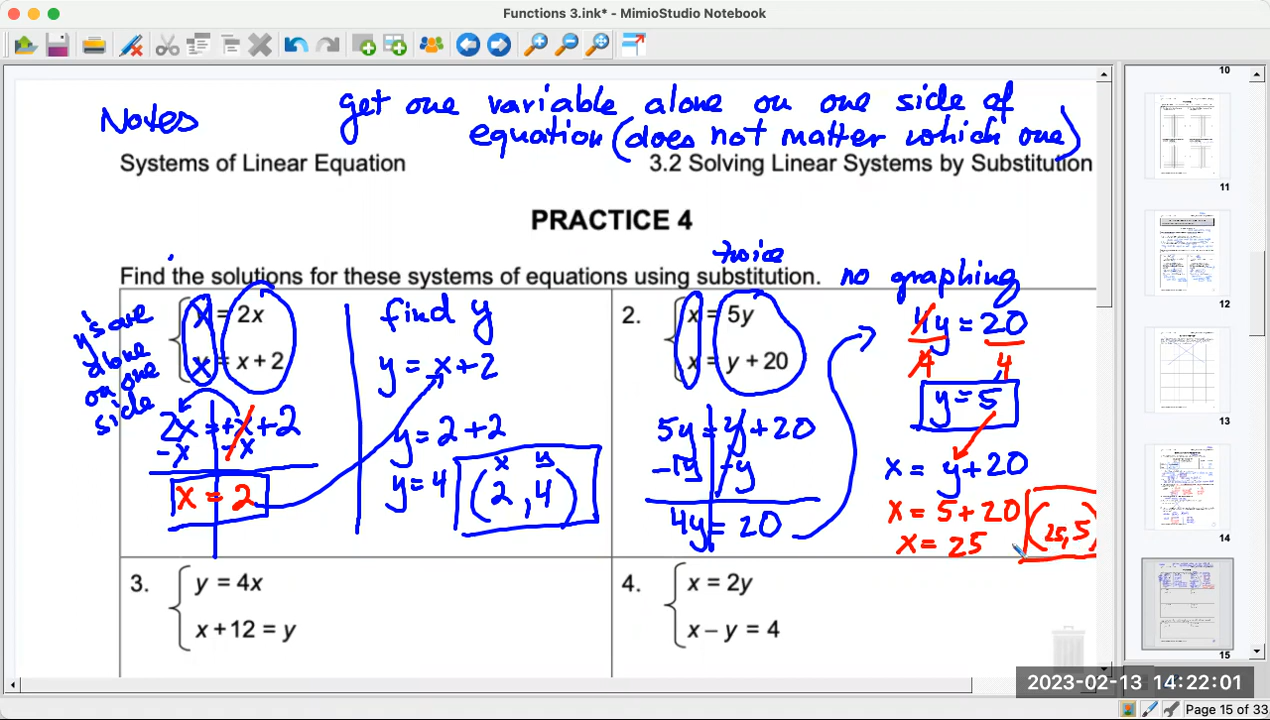 Functions 3.ink* - MimioStudio Notebook
Notes
get one variable alone on one side of
equation (does not matter which one)
Systems of Linear Equation
3.2 Solving Linear Systems by Substitution
PRACTICE 4
twice
Find the solutions for these systems of equations using substitution.
no graphing
y's are
alone
on one
side
= 2x
= x + 2
2x = +x + 2
-x -x
x = 2
find y
y = x + 2
y = 2 + 2
y = 4
x y
(2, 4)
2.
x = 5y
x = y + 20
5y = y + 20
-1y -y
4y = 20
4y = 20
4 4
y = 5
x = y + 20
x = 5 + 20
x = 25
(25, 5)
3.
y = 4x
x + 12 = y
4.
x = 2y
x – y = 4
10
11
12
13
14
15
2023-02-13 14:22:01
Page 15 of 33